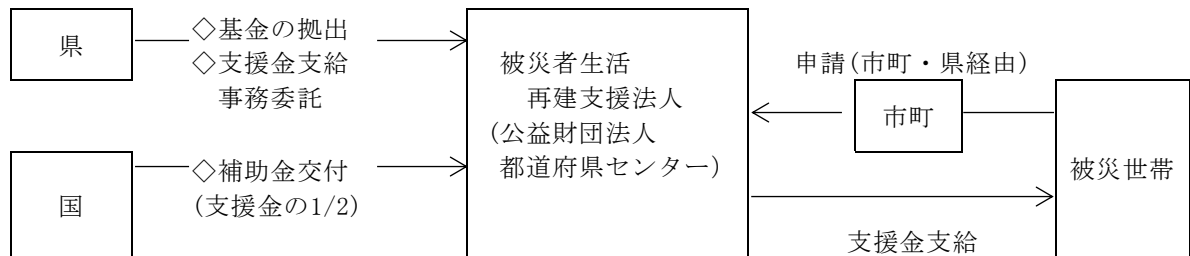 県
◇基金の拠出
◇支援金支給
事務委託
国
◇補助金交付
(支援金の1/2)
被災者生活
再建支援法人
(公益財団法人
都道府県センター)
申請(市町・県経由)
市町
被災世帯
支援金支給